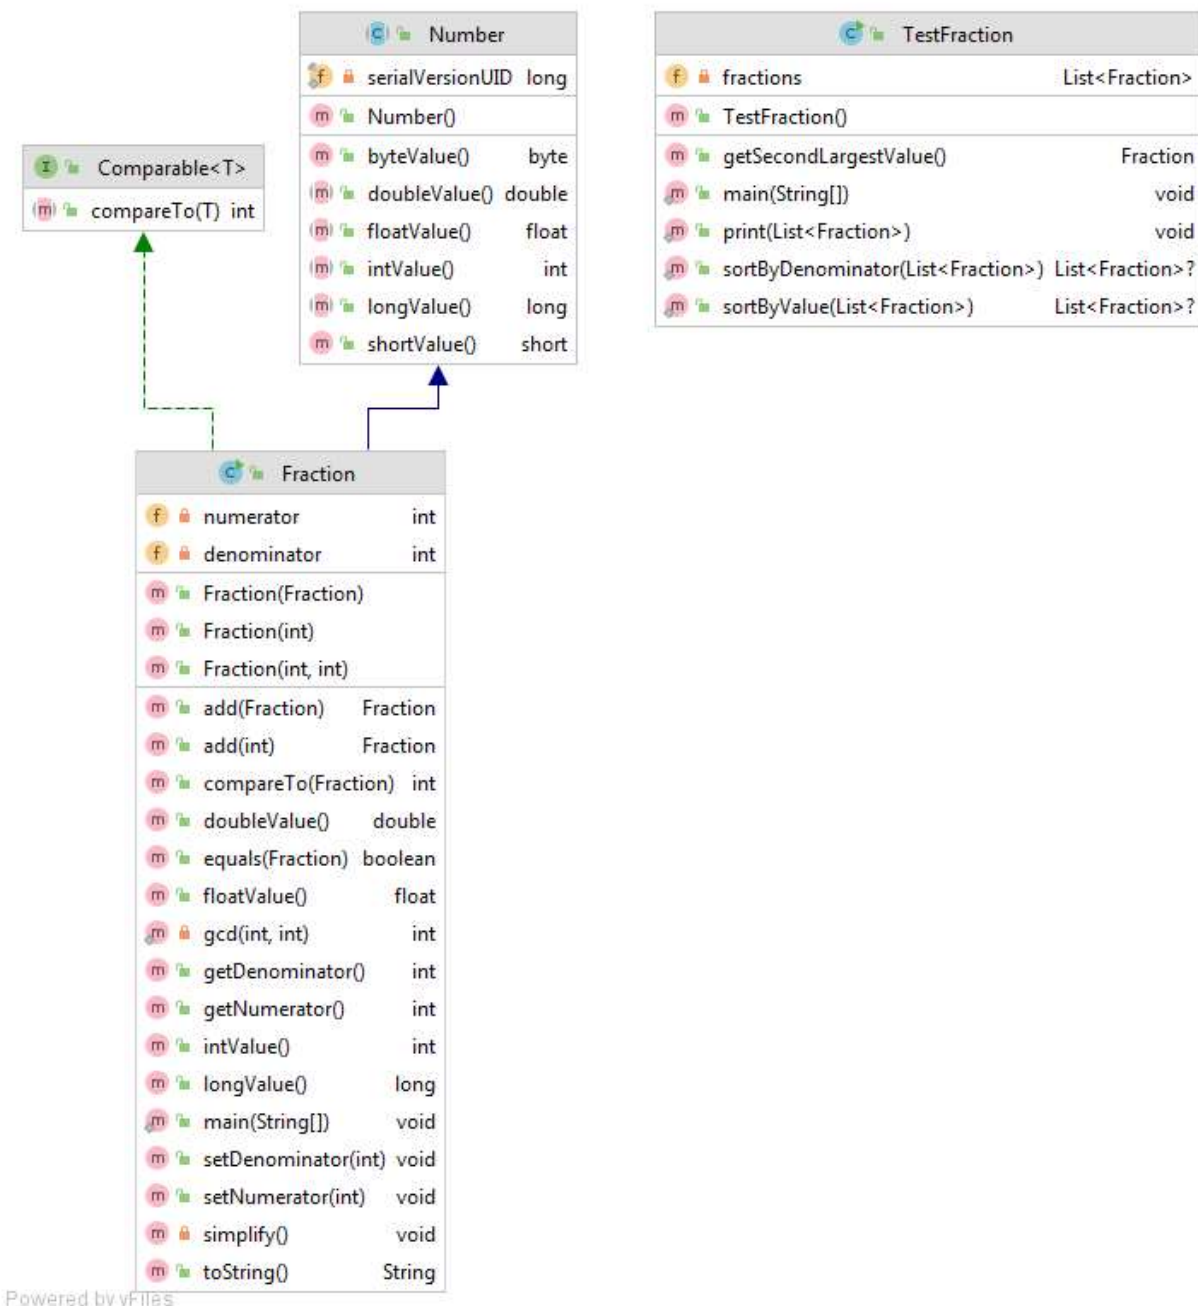 Number
serialVersionUID long
Number()
byteValue() byte
doubleValue() double
floatValue() float
intValue() int
longValue() long
shortValue() short
TestFraction
fractions List<Fraction>
TestFraction()
getSecondLargestValue() Fraction
main(String[]) void
print(List<Fraction>) void
sortByDenominator(List<Fraction>) List<Fraction>?
sortByValue(List<Fraction>) List<Fraction>?
Comparable<T>
compareTo(T) int
Fraction
numerator int
denominator int
Fraction(Fraction)
Fraction(int)
Fraction(int, int)
add(Fraction) Fraction
add(int) Fraction
compareTo(Fraction) int
doubleValue() double
equals(Fraction) boolean
floatValue() float
gcd(int, int) int
getDenominator() int
getNumerator() int
intValue() int
longValue() long
main(String[]) void
setDenominator(int) void
setNumerator(int) void
simplify() void
toString() String
Powered by yFiles